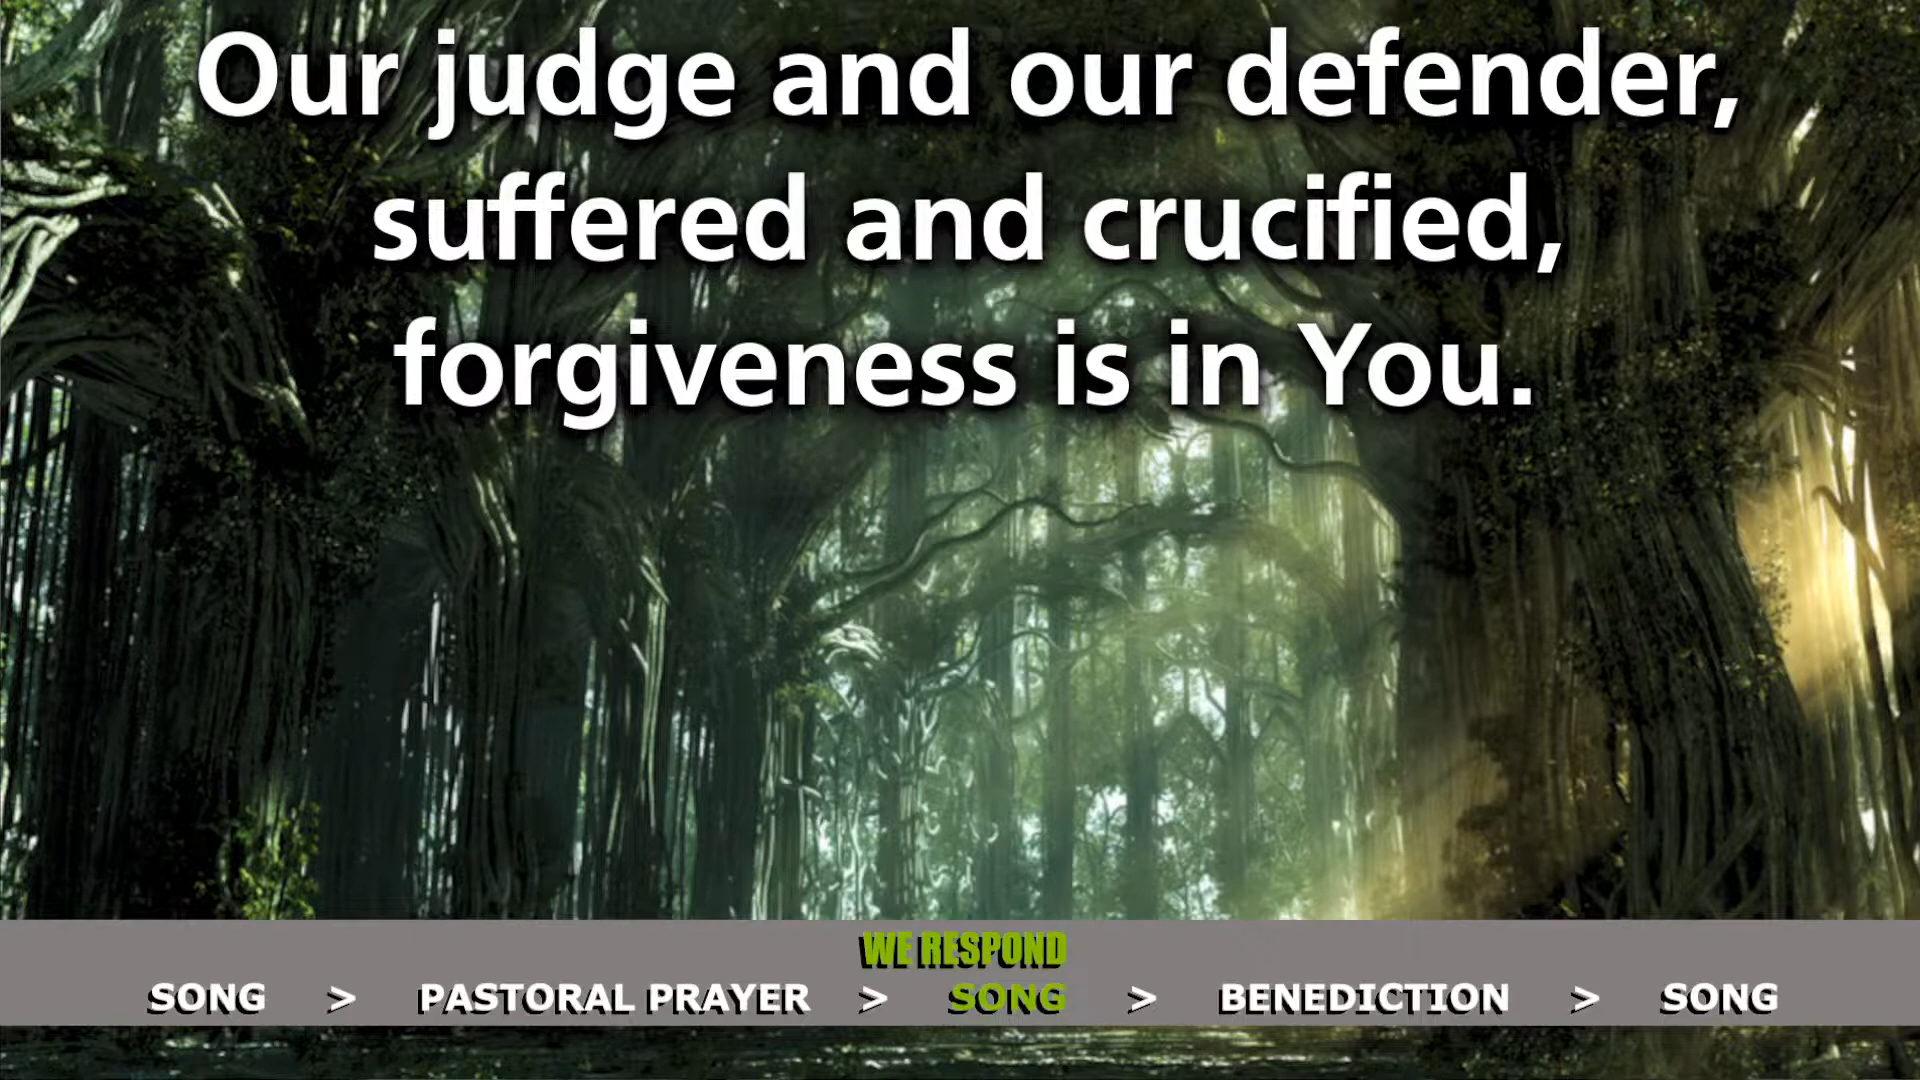 Our judge and our defender,
suffered and crucified,
forgiveness is in You.
WE RESPOND
SONG > PASTORAL PRAYER > SONG > BENEDICTION > SONG